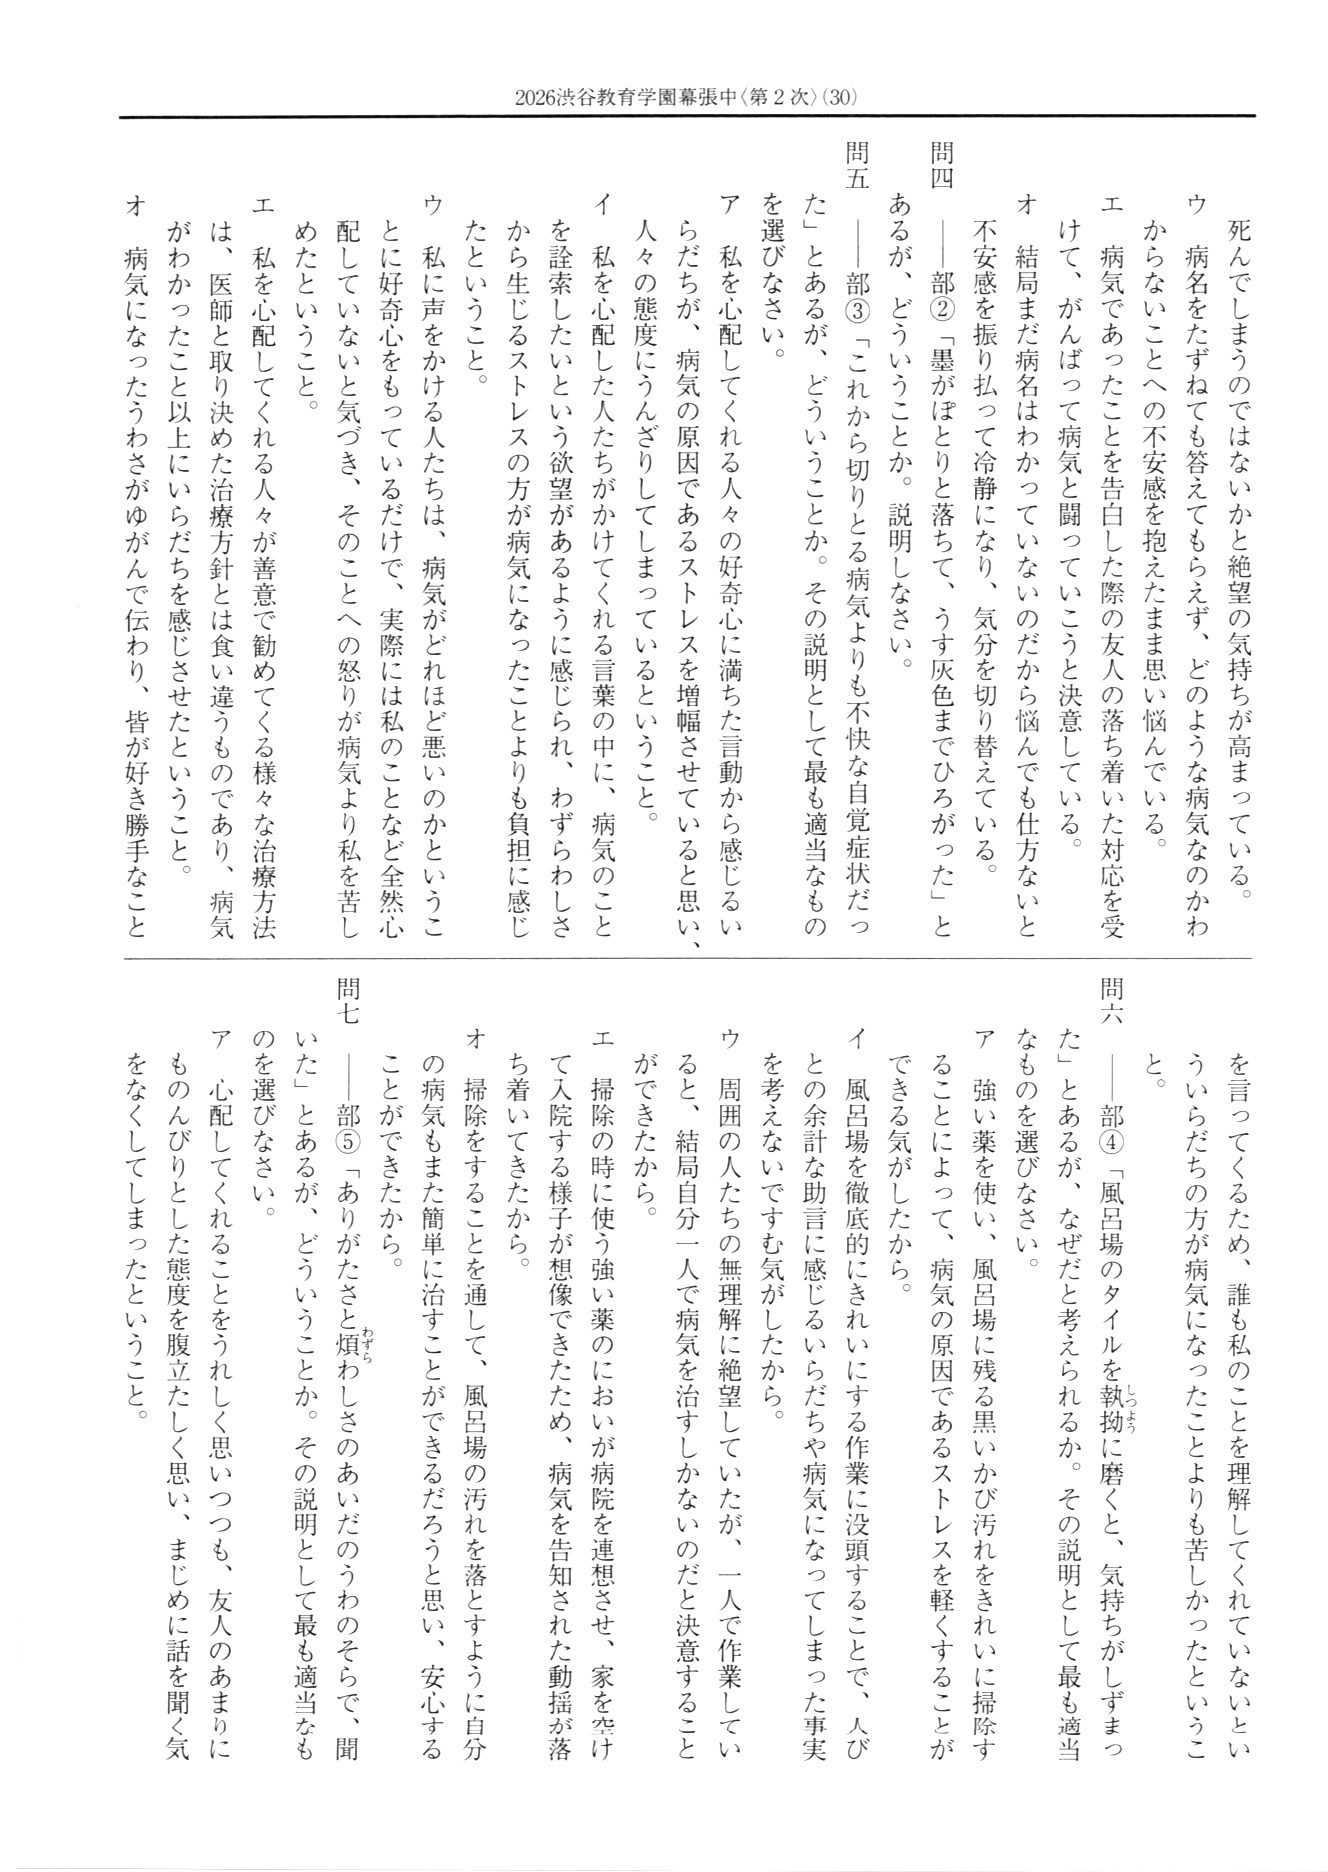 2026渋谷教育学園幕張中〈第2次〉(30)
死んでしまうのではないかと絶望の気持ちが高まっている。
ウ　病名をたずねても答えてもらえず、どのような病気なのかわ
からないことへの不安感を抱えたまま思い悩んでいる。
エ　病気であったことを告白した際の友人の落ち着いた対応を受
けて、がんばって病気と闘っていこうと決意している。
オ　結局まだ病名はわかっていないのだから悩んでも仕方ないと
不安感を振り払って冷静になり、気分を切り替えている。
問四　――部②「墨がぽとりと落ちて、うす灰色までひろがった」と
あるが、どういうことか。説明しなさい。
問五　――部③「これから切りとる病気よりも不快な自覚症状だっ
た」とあるが、どういうことか。その説明として最も適当なもの
を選びなさい。
ア　私を心配してくれる人々の好奇心に満ちた言動から感じるい
らだちが、病気の原因であるストレスを増幅させていると思い、
人々の態度にうんざりしてしまっているということ。
イ　私を心配した人たちがかけてくれる言葉の中に、病気のこと
を詮索したいという欲望があるように感じられ、わずらわしさ
から生じるストレスの方が病気になったことよりも負担に感じ
たということ。
ウ　私に声をかける人たちは、病気がどれほど悪いのかというこ
とに好奇心をもっているだけで、実際には私のことなど全然心
配していないと気づき、そのことへの怒りが病気より私を苦し
めたということ。
エ　私を心配してくれる人々が善意で勧めてくる様々な治療方法
は、医師と取り決めた治療方針とは食い違うものであり、病気
がわかったこと以上にいらだちを感じさせたということ。
オ　病気になったうわさがゆがんで伝わり、皆が好き勝手なこと
を言ってくるため、誰も私のことを理解してくれていないとい
ういらだちの方が病気になったことよりも苦しかったというこ
と。
問六　――部④「風呂場のタイルを執拗に磨くと、気持ちがしずまっ
しつよう
た」とあるが、なぜだと考えられるか。その説明として最も適当
なものを選びなさい。
ア　強い薬を使い、風呂場に残る黒いかび汚れをきれいに掃除す
ることによって、病気の原因であるストレスを軽くすることが
できる気がしたから。
イ　風呂場を徹底的にきれいにする作業に没頭することで、人び
との余計な助言に感じるいらだちや病気になってしまった事実
を考えないですむ気がしたから。
ウ　周囲の人たちの無理解に絶望していたが、一人で作業してい
ると、結局自分一人で病気を治すしかないのだと決意すること
ができたから。
エ　掃除の時に使う強い薬のにおいが病院を連想させ、家を空け
て入院する様子が想像できたため、病気を告知された動揺が落
ち着いてきたから。
オ　掃除をすることを通して、風呂場の汚れを落とすように自分
の病気もまた簡単に治すことができるだろうと思い、安心する
ことができたから。
問七　――部⑤「ありがたさと煩わしさのあいだのうわのそらで、聞
わずら
いた」とあるが、どういうことか。その説明として最も適当なも
のを選びなさい。
ア　心配してくれることをうれしく思いつつも、友人のあまりに
ものんびりとした態度を腹立たしく思い、まじめに話を聞く気
をなくしてしまったということ。